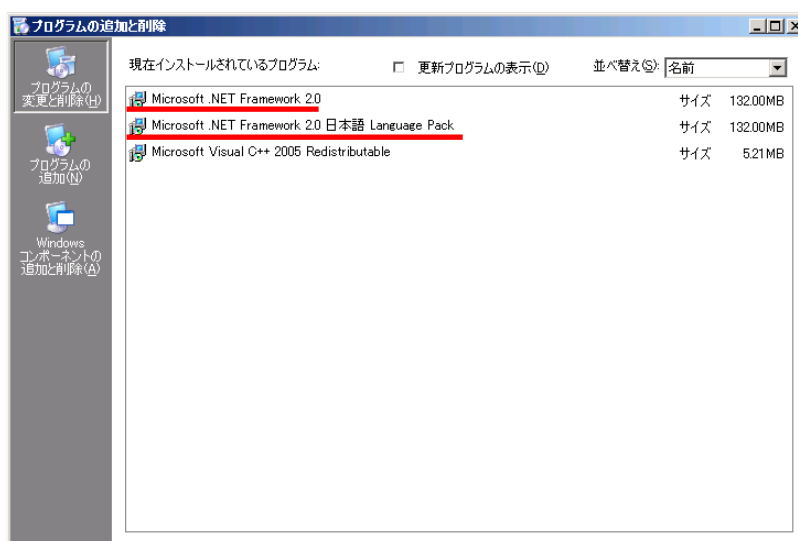 プログラムの追加と削除
現在インストールされているプログラム:
更新プログラムの表示(D)
並べ替え(S):
名前
プログラムの
変更と削除(H)
Microsoft .NET Framework 2.0
サイズ 132.00MB
Microsoft .NET Framework 2.0 日本語 Language Pack
サイズ 132.00MB
Microsoft Visual C++ 2005 Redistributable
サイズ 5.21MB
プログラムの
追加(N)
Windows
コンポーネントの
追加と削除(A)